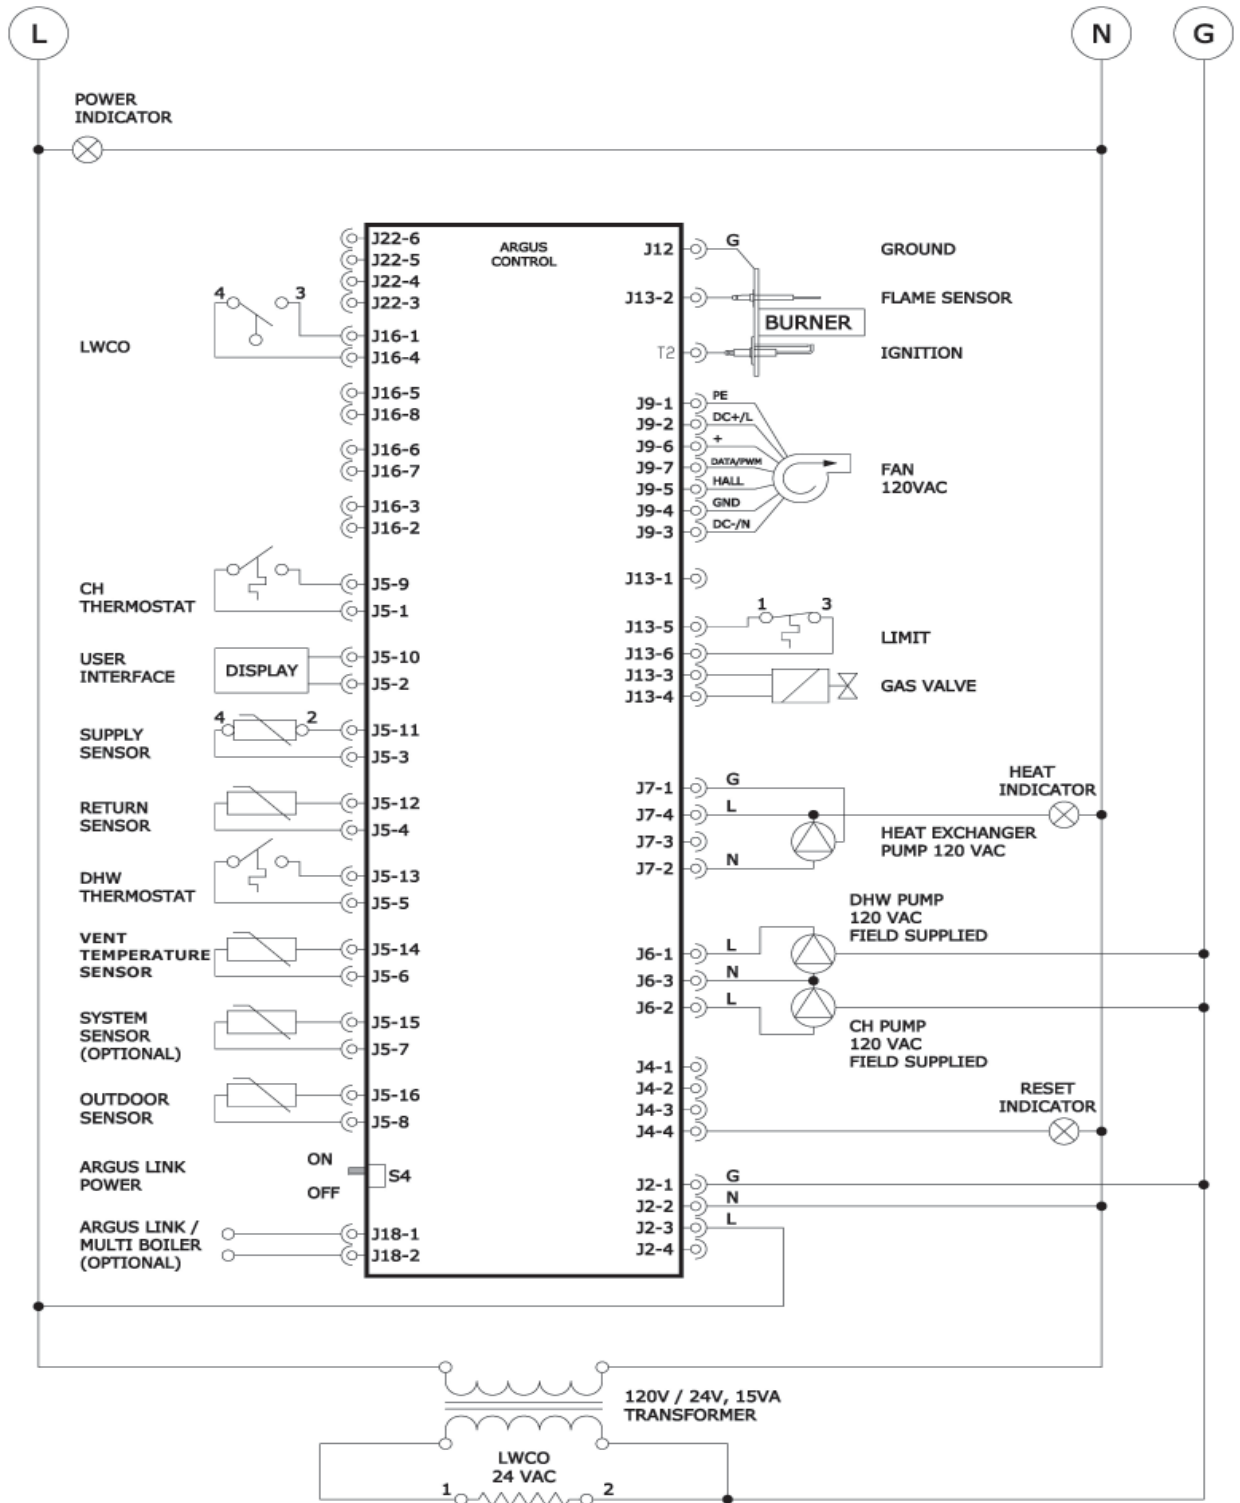 L
N
G
POWER
INDICATOR
ARGUS
CONTROL
J22-6
J22-5
J22-4
J22-3
4
3
LWCO
J16-1
J16-4
J16-5
J16-8
J16-6
J16-7
J16-3
J16-2
CH
THERMOSTAT
J5-9
J5-1
USER
INTERFACE
DISPLAY
J5-10
J5-2
SUPPLY
SENSOR
4
2
J5-11
J5-3
RETURN
SENSOR
J5-12
J5-4
DHW
THERMOSTAT
J5-13
J5-5
VENT
TEMPERATURE
SENSOR
J5-14
J5-6
SYSTEM
SENSOR
(OPTIONAL)
J5-15
J5-7
OUTDOOR
SENSOR
J5-16
J5-8
ARGUS LINK
POWER
ON
OFF
S4
ARGUS LINK /
MULTI BOILER
(OPTIONAL)
J18-1
J18-2
J12
G
GROUND
J13-2
FLAME SENSOR
BURNER
T2
IGNITION
J9-1 PE
J9-2 DC+/L
J9-6 +
J9-7 DATA/PWM
J9-5 HALL
J9-4 GND
J9-3 DC-/N
FAN
120VAC
J13-1
1
3
J13-5
J13-6
LIMIT
J13-3
J13-4
GAS VALVE
J7-1 G
J7-4 L
J7-3
J7-2 N
HEAT
INDICATOR
HEAT EXCHANGER
PUMP 120 VAC
DHW PUMP
120 VAC
FIELD SUPPLIED
J6-1 L
J6-3 N
J6-2 L
CH PUMP
120 VAC
FIELD SUPPLIED
J4-1
J4-2
J4-3
J4-4
RESET
INDICATOR
J2-1 G
J2-2 N
J2-3 L
J2-4
120V / 24V, 15VA
TRANSFORMER
LWCO
24 VAC
1
2